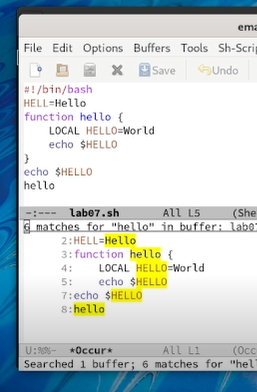 ema
File Edit Options Buffers Tools Sh-Scrip
Save Undo
#!/bin/bash
HELL=Hello
function hello {
    LOCAL HELLO=World
    echo $HELLO
}
echo $HELLO
hello
-:---  lab07.sh  All L5  (She
6 matches for "hello" in buffer: lab07
2:HELL=Hello
3:function hello {
4:    LOCAL HELLO=World
5:    echo $HELLO
7:echo $HELLO
8:hello
U:%%-  *Occur*  All L1  (Occ
Searched 1 buffer; 6 matches for "hell